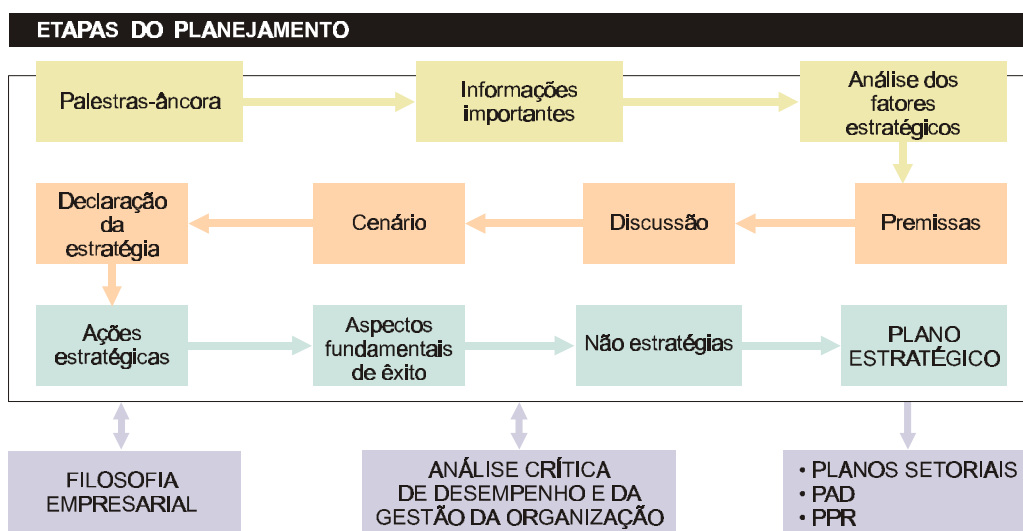 ETAPAS DO PLANEJAMENTO
Palestras-âncora
Informações
importantes
Análise dos
fatores
estratégicos
Declaração
da
estratégia
Cenário
Discussão
Premissas
Ações
estratégicas
Aspectos
fundamentais
de êxito
Não estratégias
PLANO
ESTRATÉGICO
FILOSOFIA
EMPRESARIAL
ANÁLISE CRÍTICA
DE DESEMPENHO E DA
GESTÃO DA ORGANIZAÇÃO
• PLANOS SETORIAIS
• PAD
• PPR